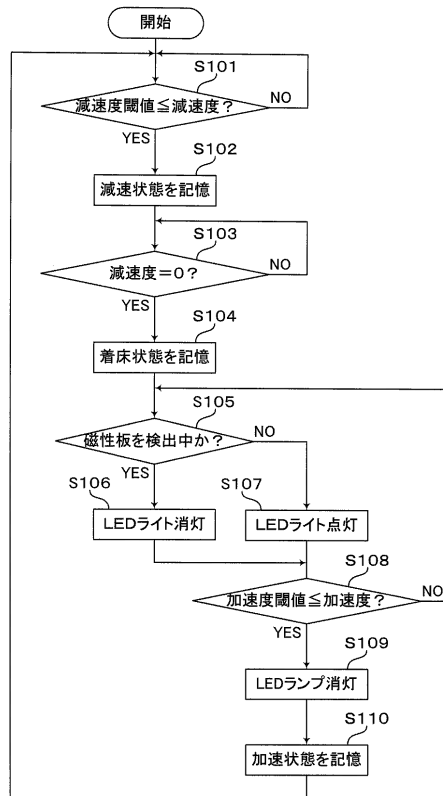 開始
S101
減速度閾値≦減速度？
NO
YES
S102
減速状態を記憶
S103
減速度＝0？
NO
YES
S104
着床状態を記憶
S105
磁性板を検出中か？
NO
YES
S106
S107
LEDライト消灯
LEDライト点灯
S108
加速度閾値≦加速度？
NO
YES
S109
LEDランプ消灯
S110
加速状態を記憶